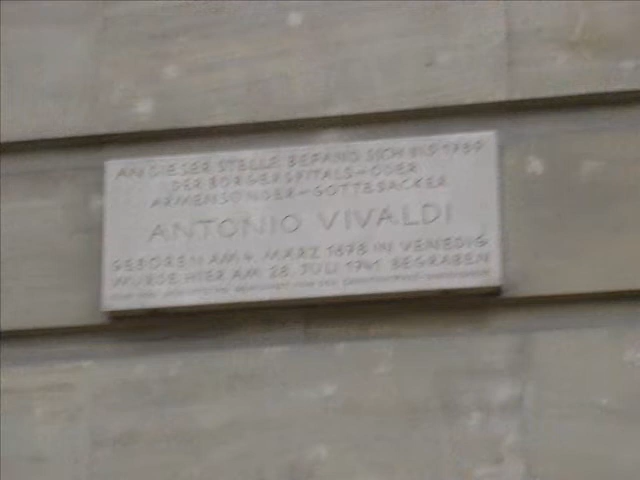 AN DIESER STELLE BEFAND SICH BIS 1789
DER BÜRGERSPITALS-ODER
ARMENSÜNDER-GOTTESACKER
ANTONIO VIVALDI
GEBOREN AM 4. MÄRZ 1678 IN VENEDIG
WURDE HIER AM 28. JULI 1741 BEGRABEN